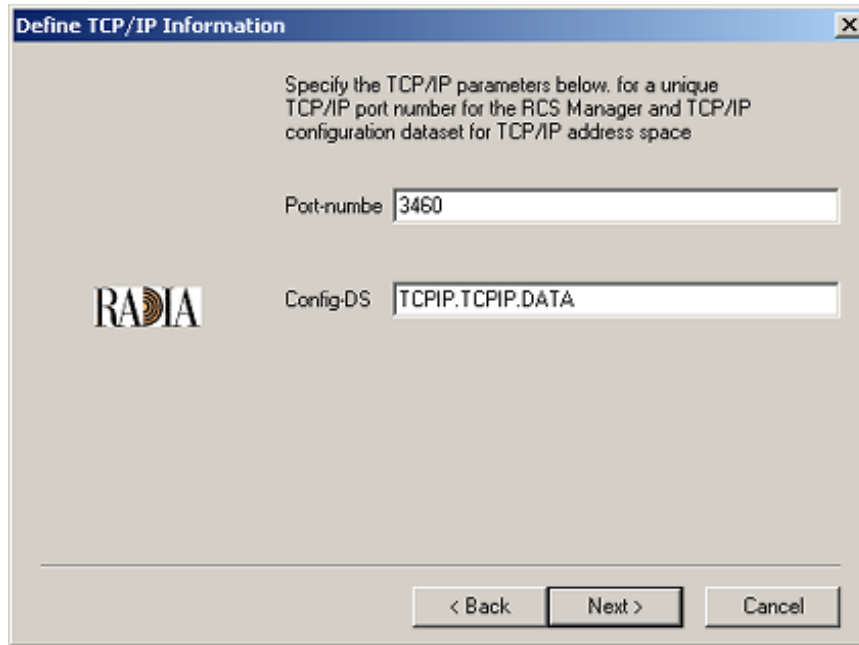 Define TCP/IP Information
Specify the TCP/IP parameters below. for a unique
TCP/IP port number for the RCS Manager and TCP/IP
configuration dataset for TCP/IP address space
Port-numbe 3460
RADIA
Config-DS TCPIP.TCPIP.DATA
< Back Next > Cancel